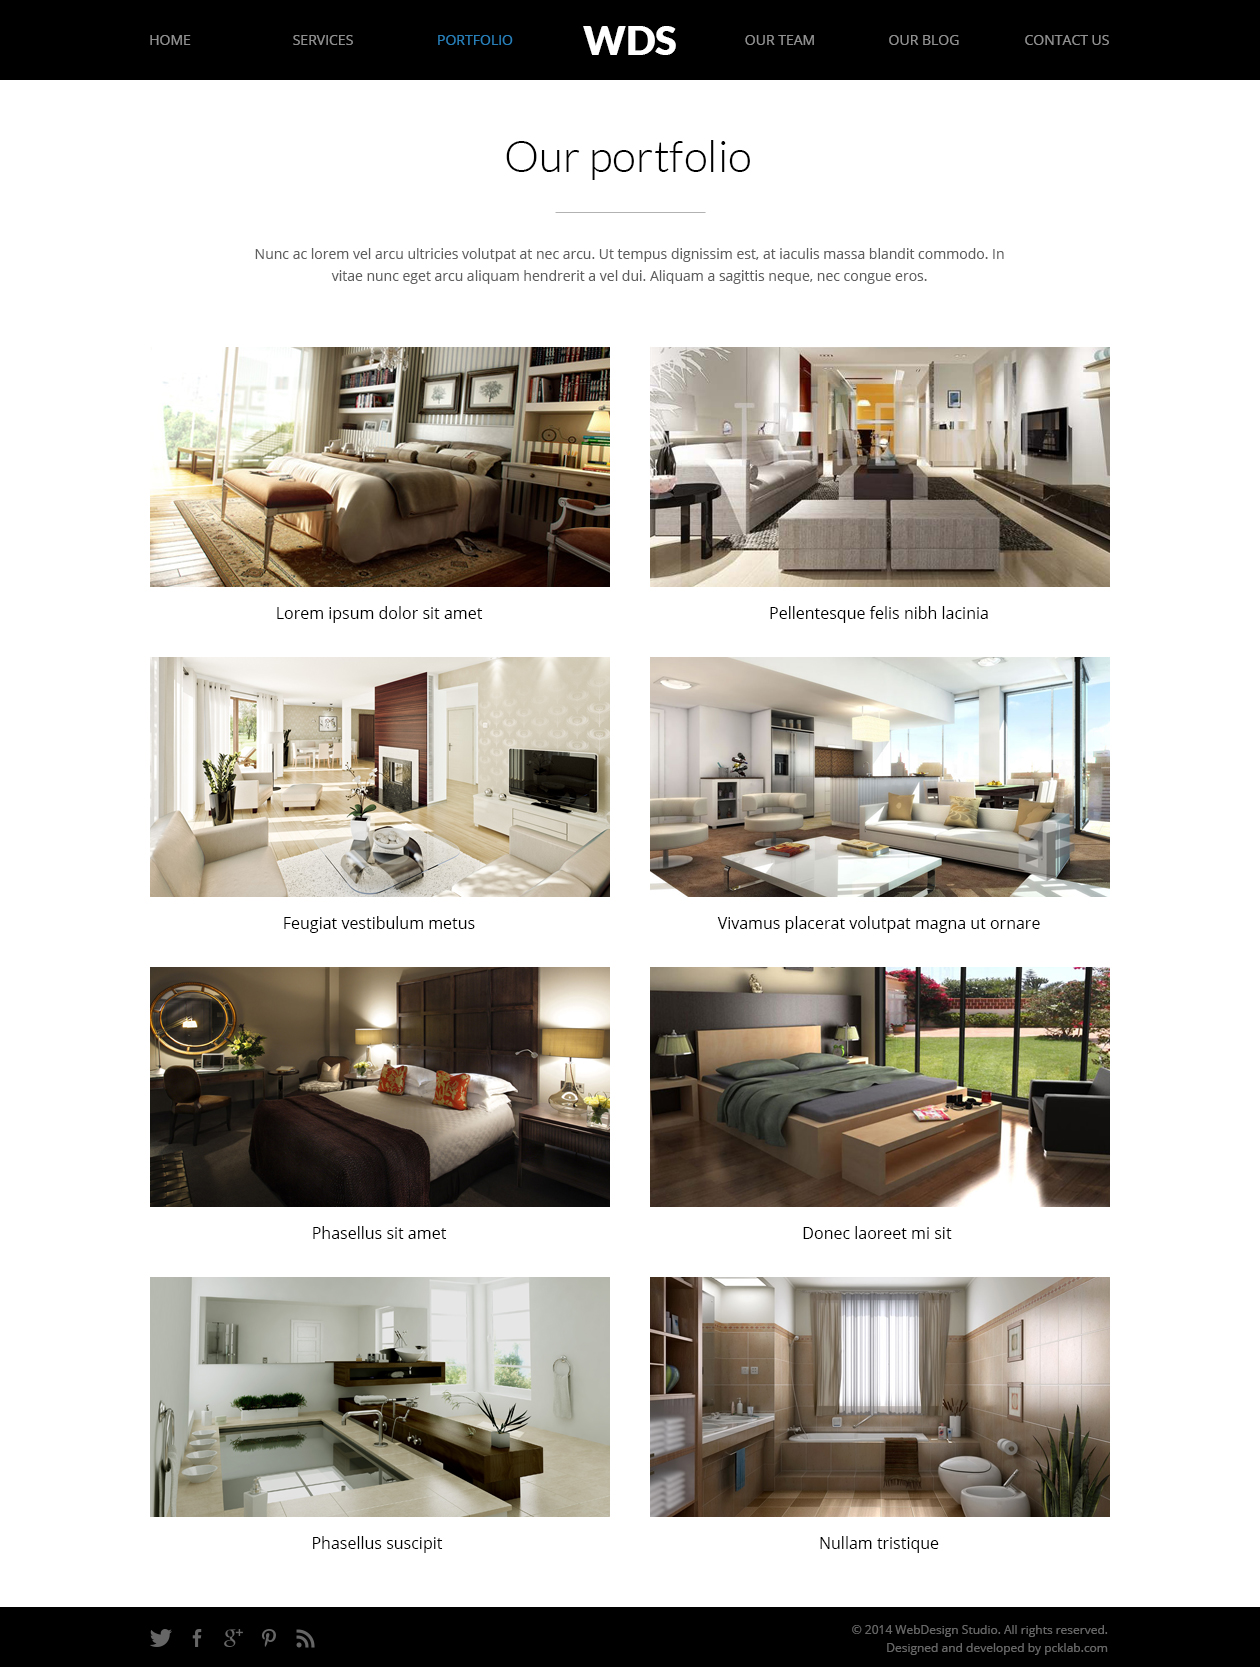 HOME SERVICES PORTFOLIO WDS OUR TEAM OUR BLOG CONTACT US
Our portfolio
Nunc ac lorem vel arcu ultricies volutpat at nec arcu. Ut tempus dignissim est, at iaculis massa blandit commodo. In
vitae nunc eget arcu aliquam hendrerit a vel dui. Aliquam a sagittis neque, nec congue eros.
Lorem ipsum dolor sit amet
Pellentesque felis nibh lacinia
Feugiat vestibulum metus
Vivamus placerat volutpat magna ut ornare
Phasellus sit amet
Donec laoreet mi sit
Phasellus suscipit
Nullam tristique
© 2014 WebDesign Studio. All rights reserved.
Designed and developed by pcklab.com